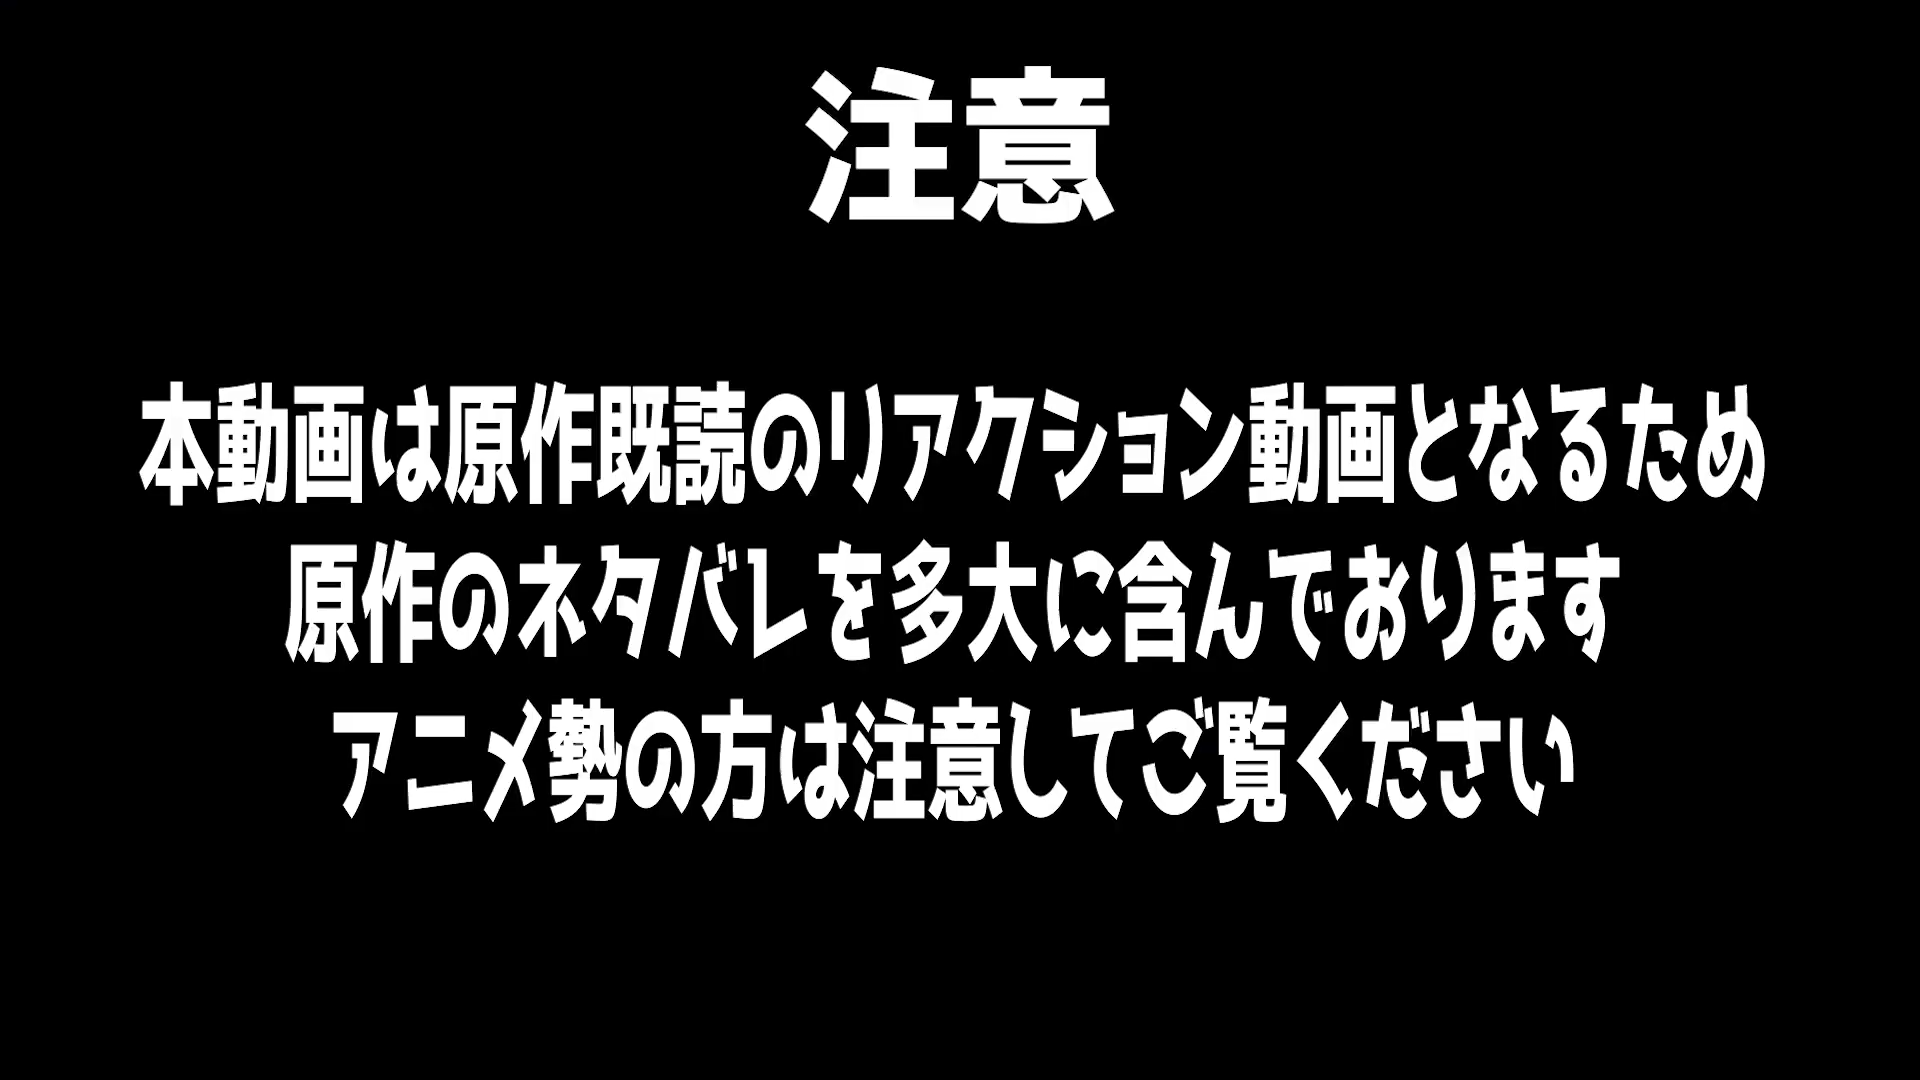 注意
本動画は原作既読のリアクション動画となるため
原作のネタバレを多大に含んでおります
アニメ勢の方は注意してご覧ください